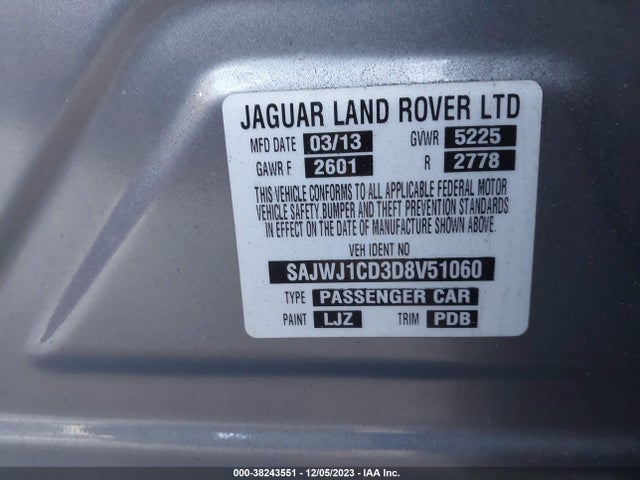 JAGUAR LAND ROVER LTD
MFD DATE 03/13 GVWR 5225
GAWR F 2601 R 2778
THIS VEHICLE CONFORMS TO ALL APPLICABLE FEDERAL MOTOR
VEHICLE SAFETY BUMPER AND THEFT PREVENTION STANDARDS
IN EFFECT ON THE DATE OF MANUFACTURE SHOWN ABOVE.
VEH IDENT NO
SAJWJ1CD3D8V51060
TYPE PASSENGER CAR
PAINT LJZ TRIM PDB
000-38243551 - 12/05/2023 - IAA Inc.